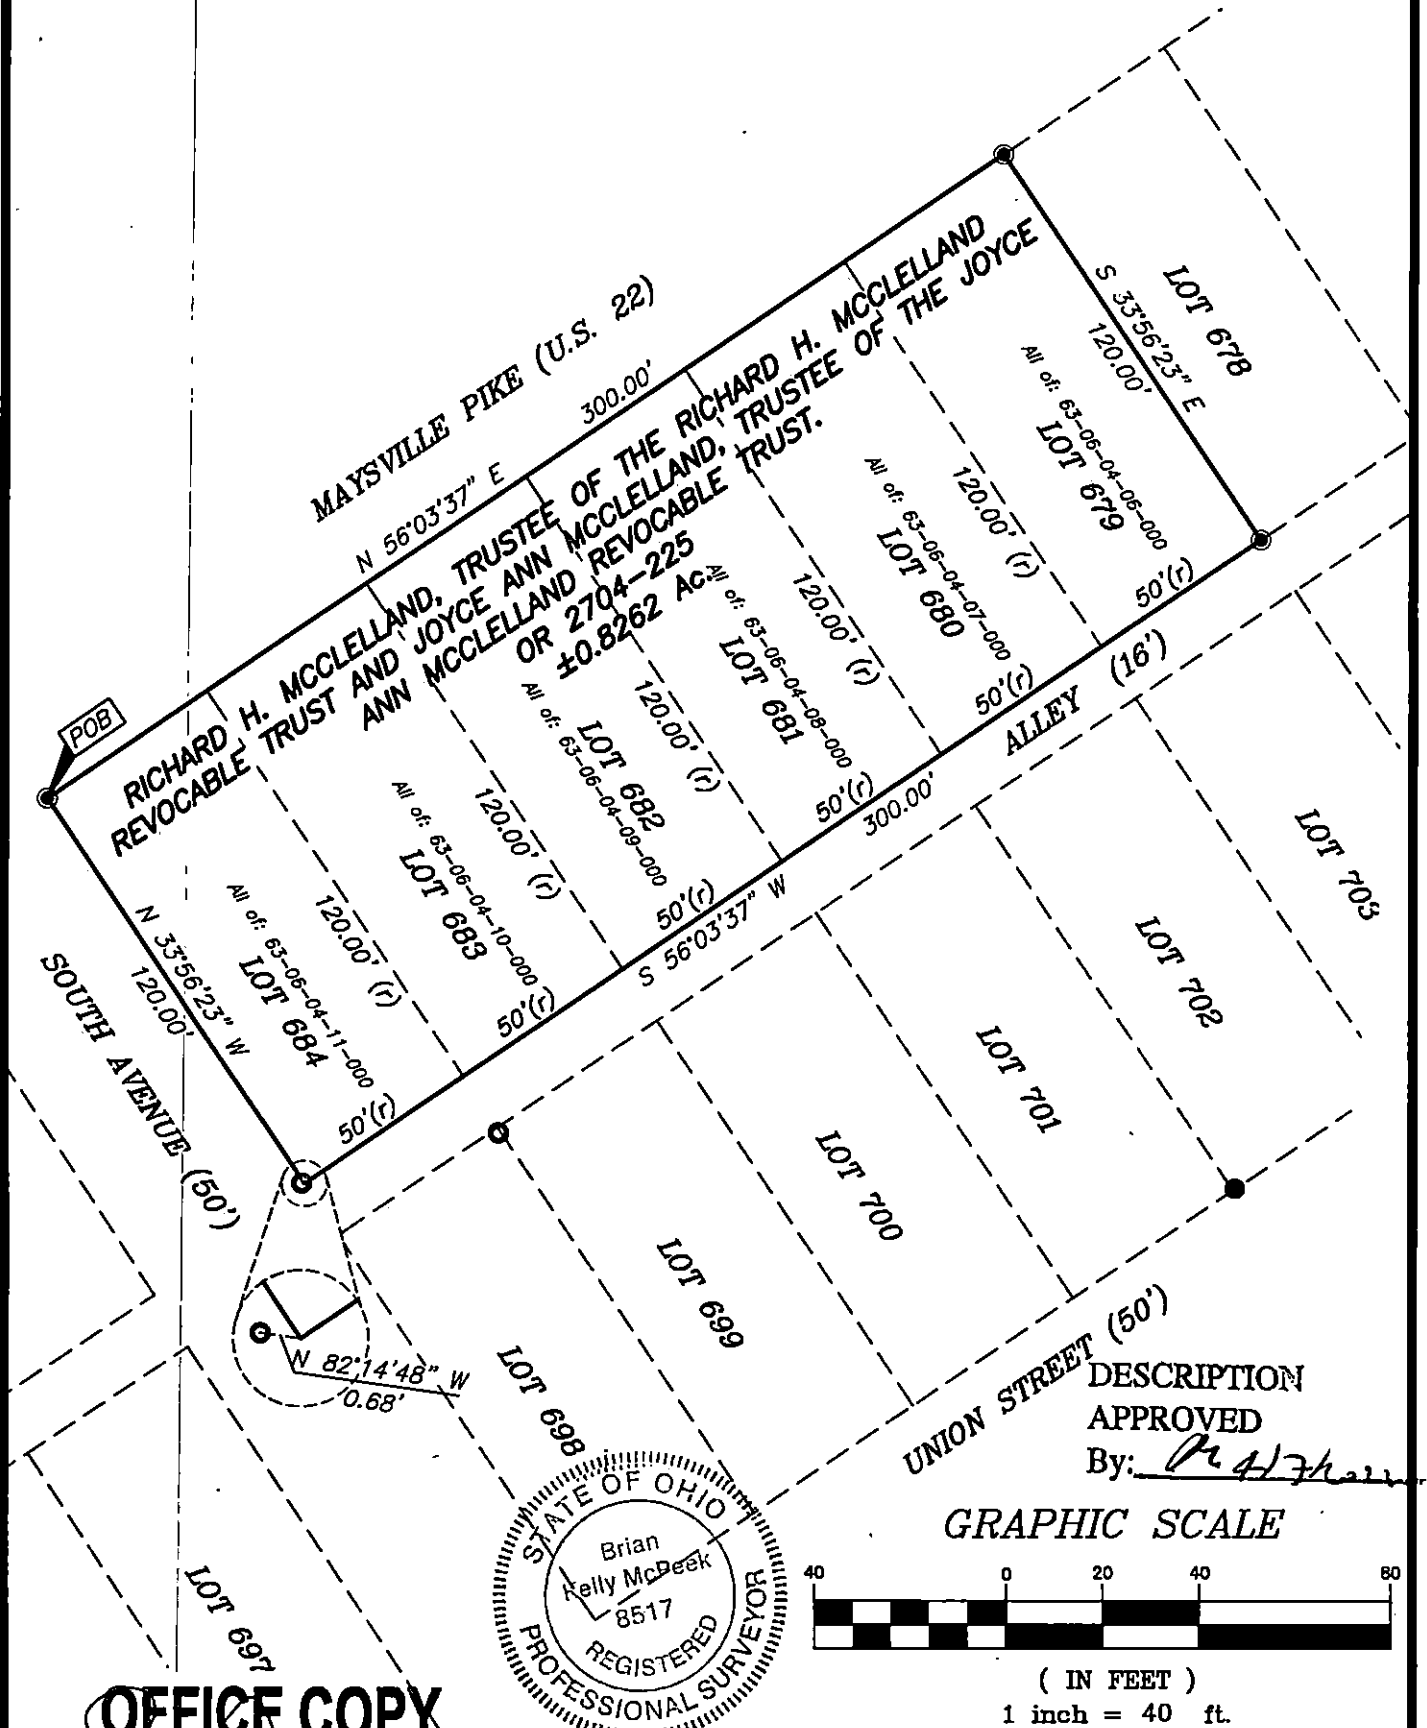 MAYSVILLE PIKE (U.S. 22)
N 56°03'37" E
300.00'
POB
RICHARD H. MCCLELLAND, TRUSTEE OF THE RICHARD H. MCCLELLAND
REVOCABLE TRUST AND JOYCE ANN MCCLELLAND, TRUSTEE OF THE JOYCE
ANN MCCLELLAND REVOCABLE TRUST.
OR 2704-225
±0.8262 Ac.
LOT 678
S 33°56'23" E
120.00'
All of: 63-06-04-06-000
LOT 679
50'(r)
120.00' (r)
All of: 63-06-04-07-000
LOT 680
50'(r)
120.00' (r)
All of: 63-06-04-08-000
LOT 681
50'(r)
120.00' (r)
LOT 682
All of: 63-06-04-09-000
50'(r)
120.00' (r)
All of: 63-06-04-10-000
LOT 683
50'(r)
120.00' (r)
All of: 63-06-04-11-000
LOT 684
50'(r)
N 33°56'23" W
120.00'
SOUTH AVENUE (50')
S 56°03'37" W
300.00'
ALLEY (16')
LOT 703
LOT 702
LOT 701
LOT 700
LOT 699
LOT 698
LOT 697
N 82°14'48" W
0.68'
UNION STREET (50')
DESCRIPTION
APPROVED
By:
STATE OF OHIO
Brian
Kelly McPeek
8517
REGISTERED
PROFESSIONAL SURVEYOR
GRAPHIC SCALE
40 0 20 40 80
( IN FEET )
1 inch = 40 ft.
OFFICE COPY